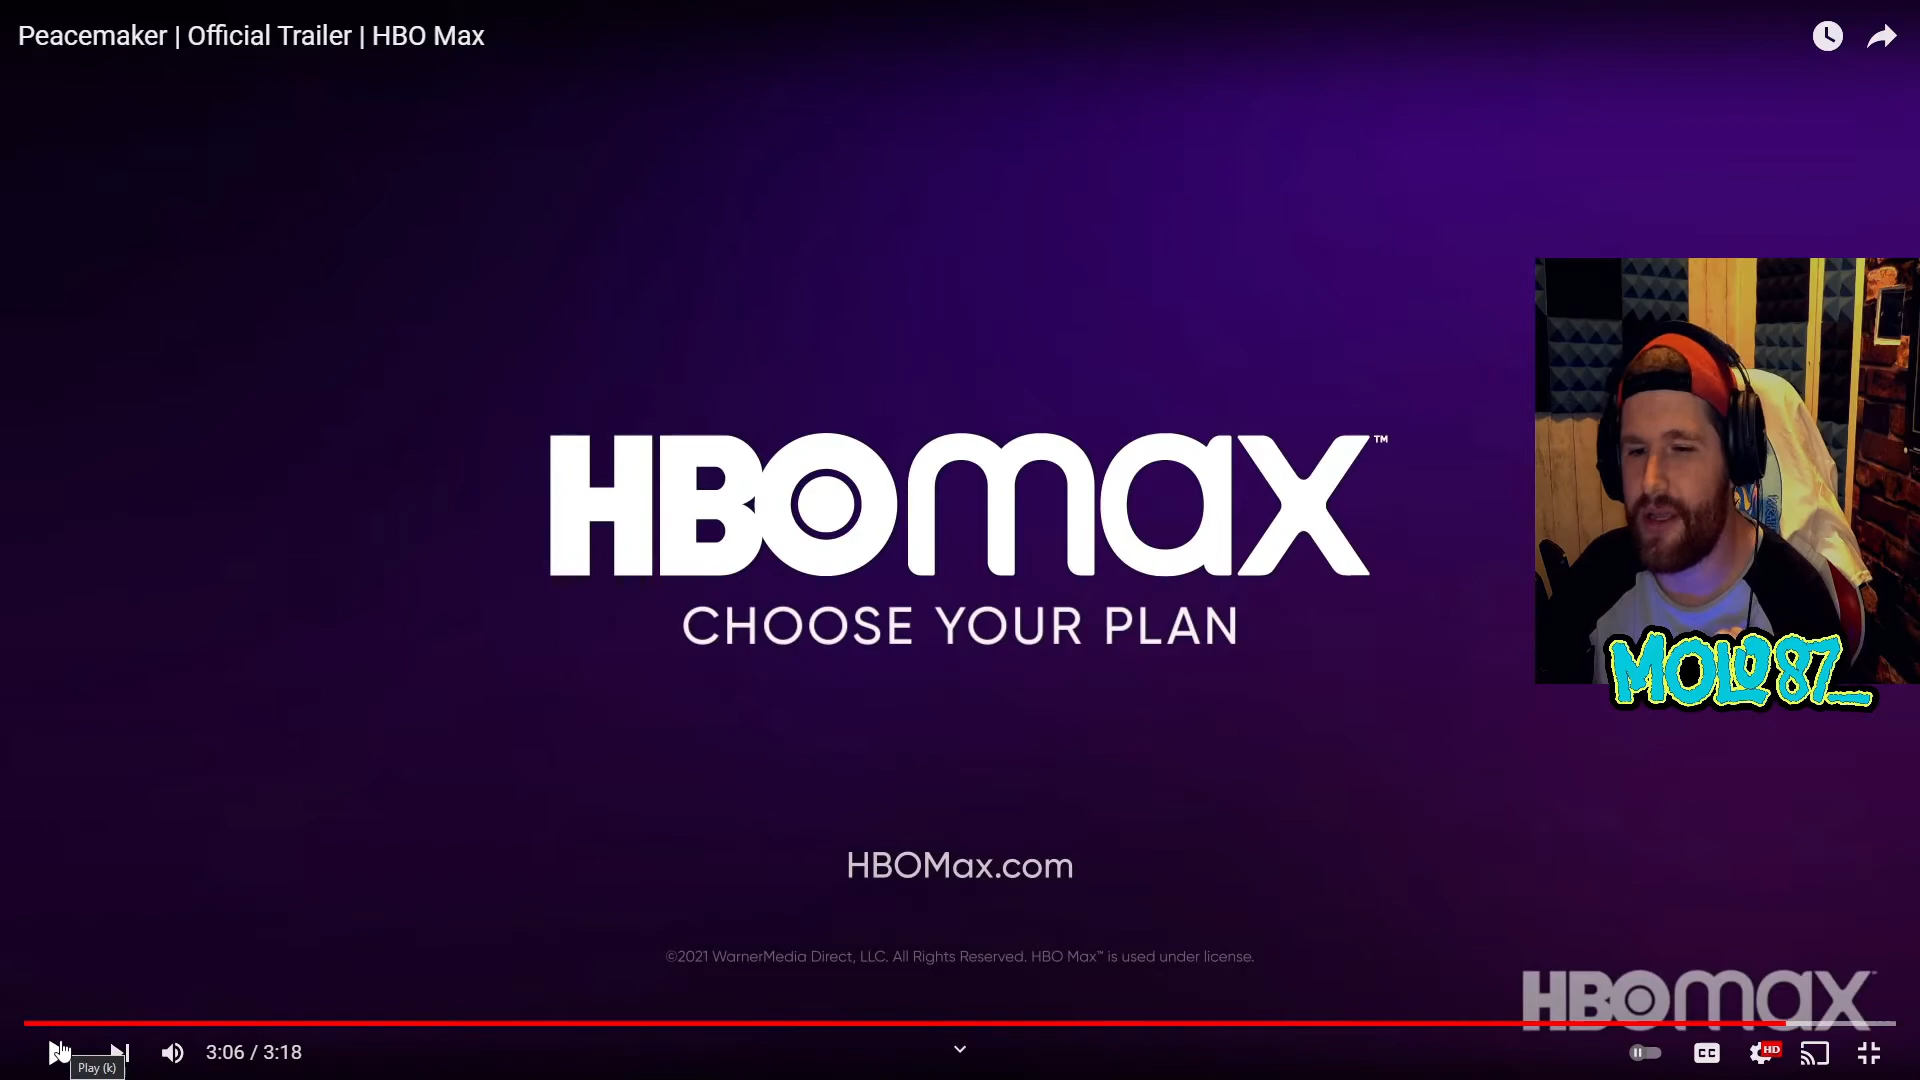 Peacemaker | Official Trailer | HBO Max
HBOmax™
CHOOSE YOUR PLAN
MOLO87_
HBOMax.com
©2021 WarnerMedia Direct, LLC. All Rights Reserved. HBO Max™ is used under license.
HBOmax
3:06 / 3:18
CC
HD
Play (k)